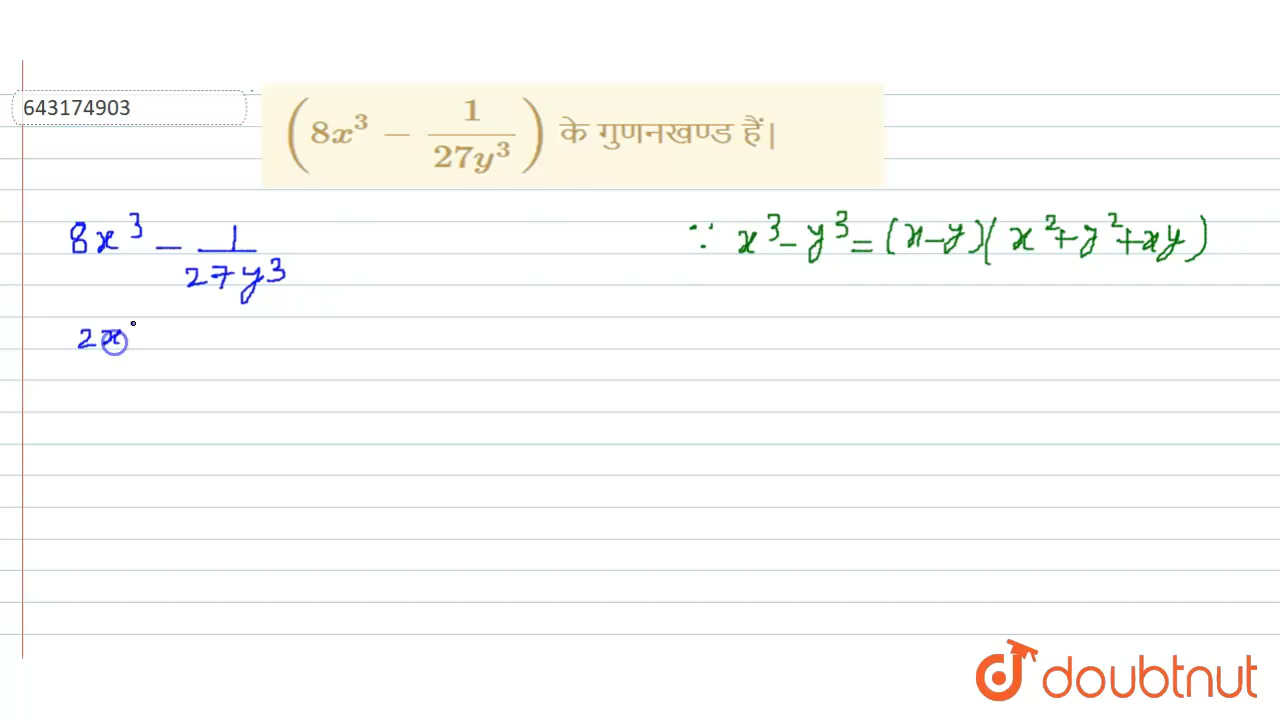 643174903
(8x³ − 1/27y³) के गुणनखण्ड हैं|
8x³ − 1/27y³
∵ x³ − y³ = (x−y)(x²+y²+xy)
2x
doubtnut